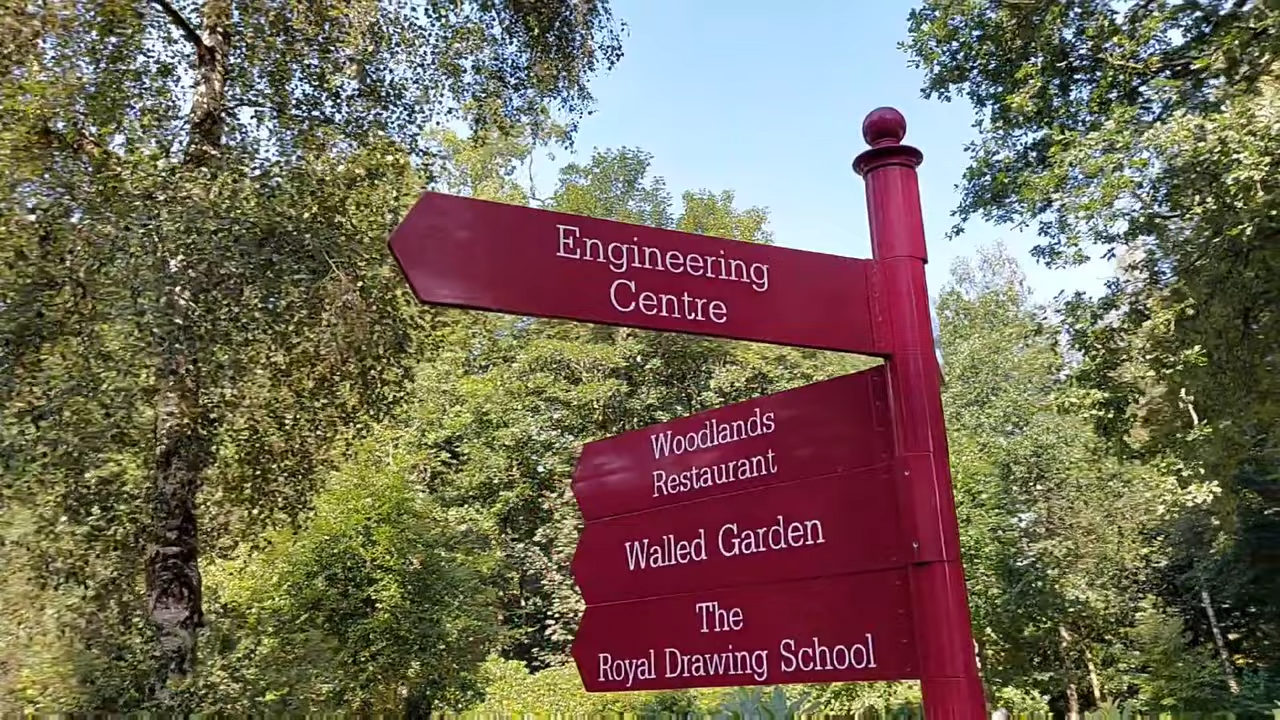 Engineering
Centre
Woodlands
Restaurant
Walled Garden
The
Royal Drawing School